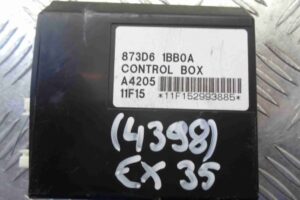 873D6 1BB0A
CONTROL BOX
A4205
11F15 *11F152993885*
(4398)
EX 35